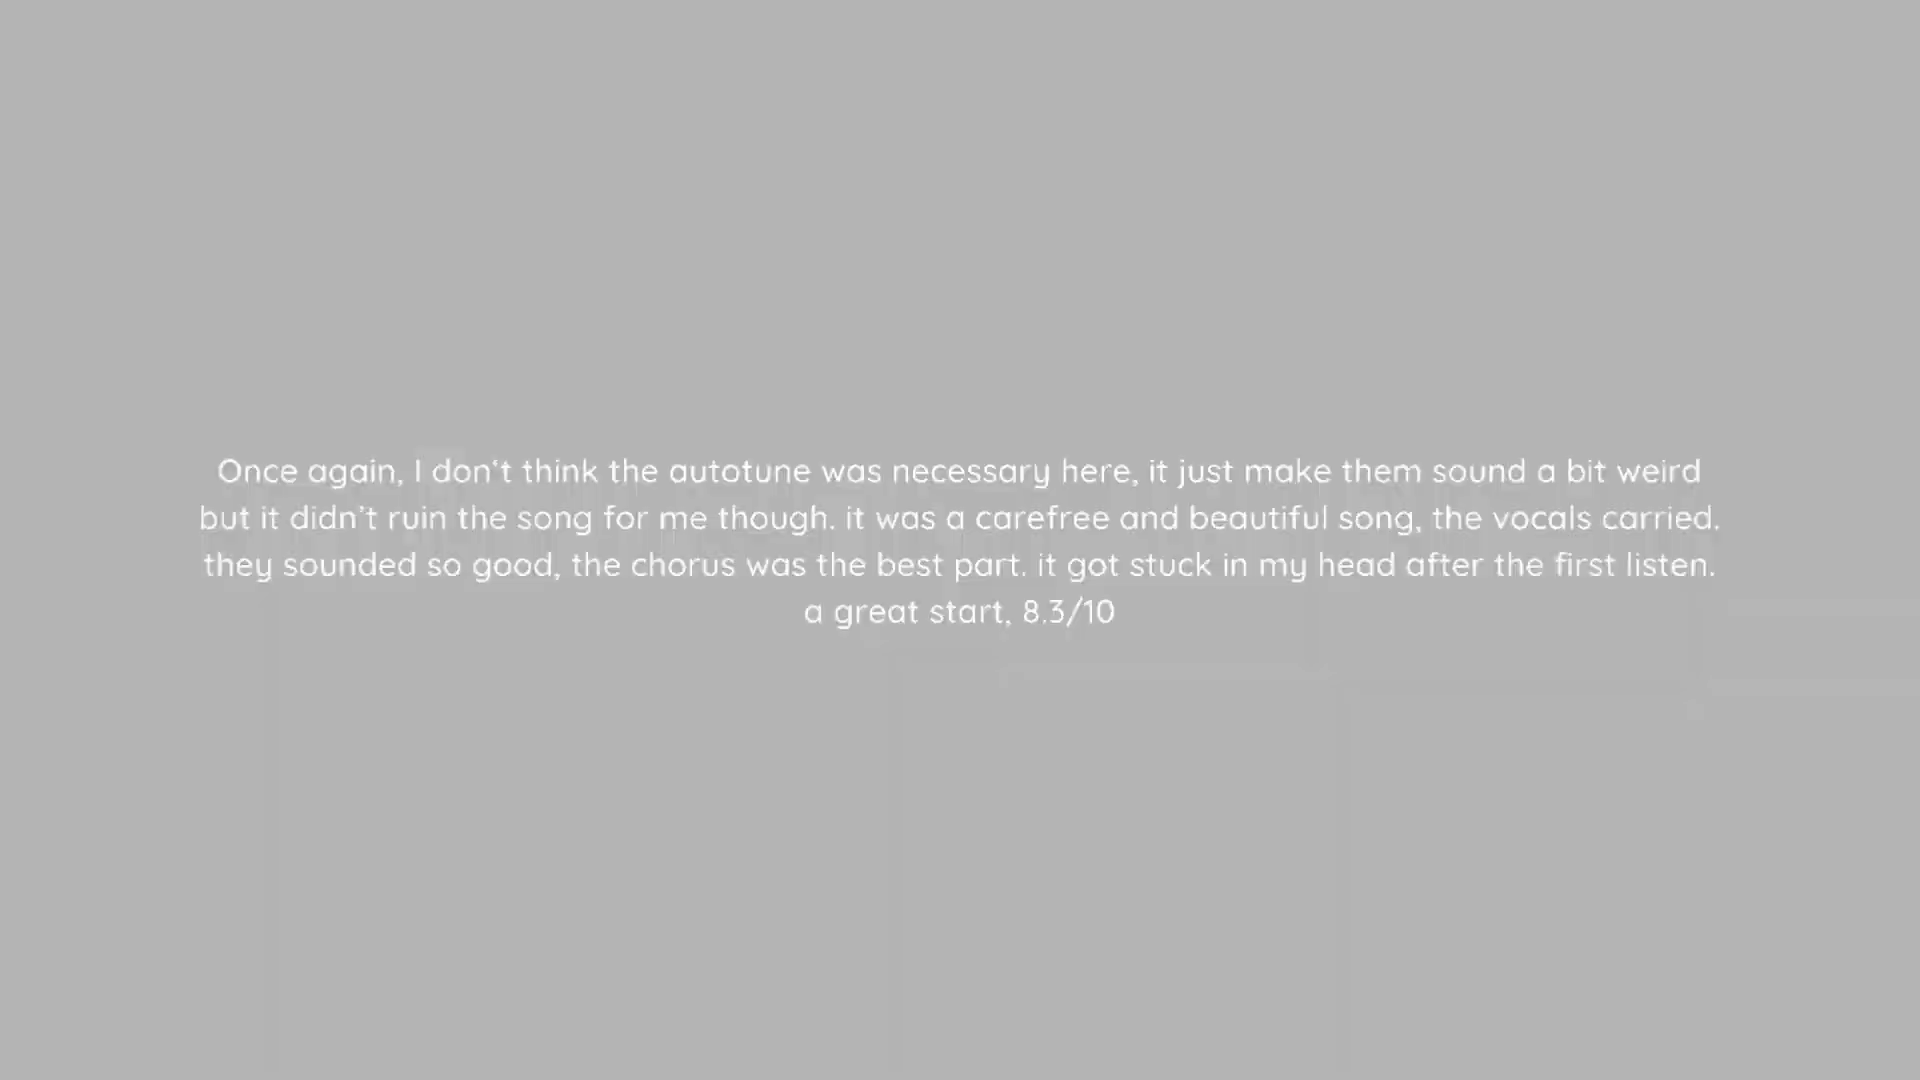 Once again, I don‘t think the autotune was necessary here, it just make them sound a bit weird
but it didn’t ruin the song for me though. it was a carefree and beautiful song, the vocals carried.
they sounded so good, the chorus was the best part. it got stuck in my head after the first listen.
a great start, 8.3/10